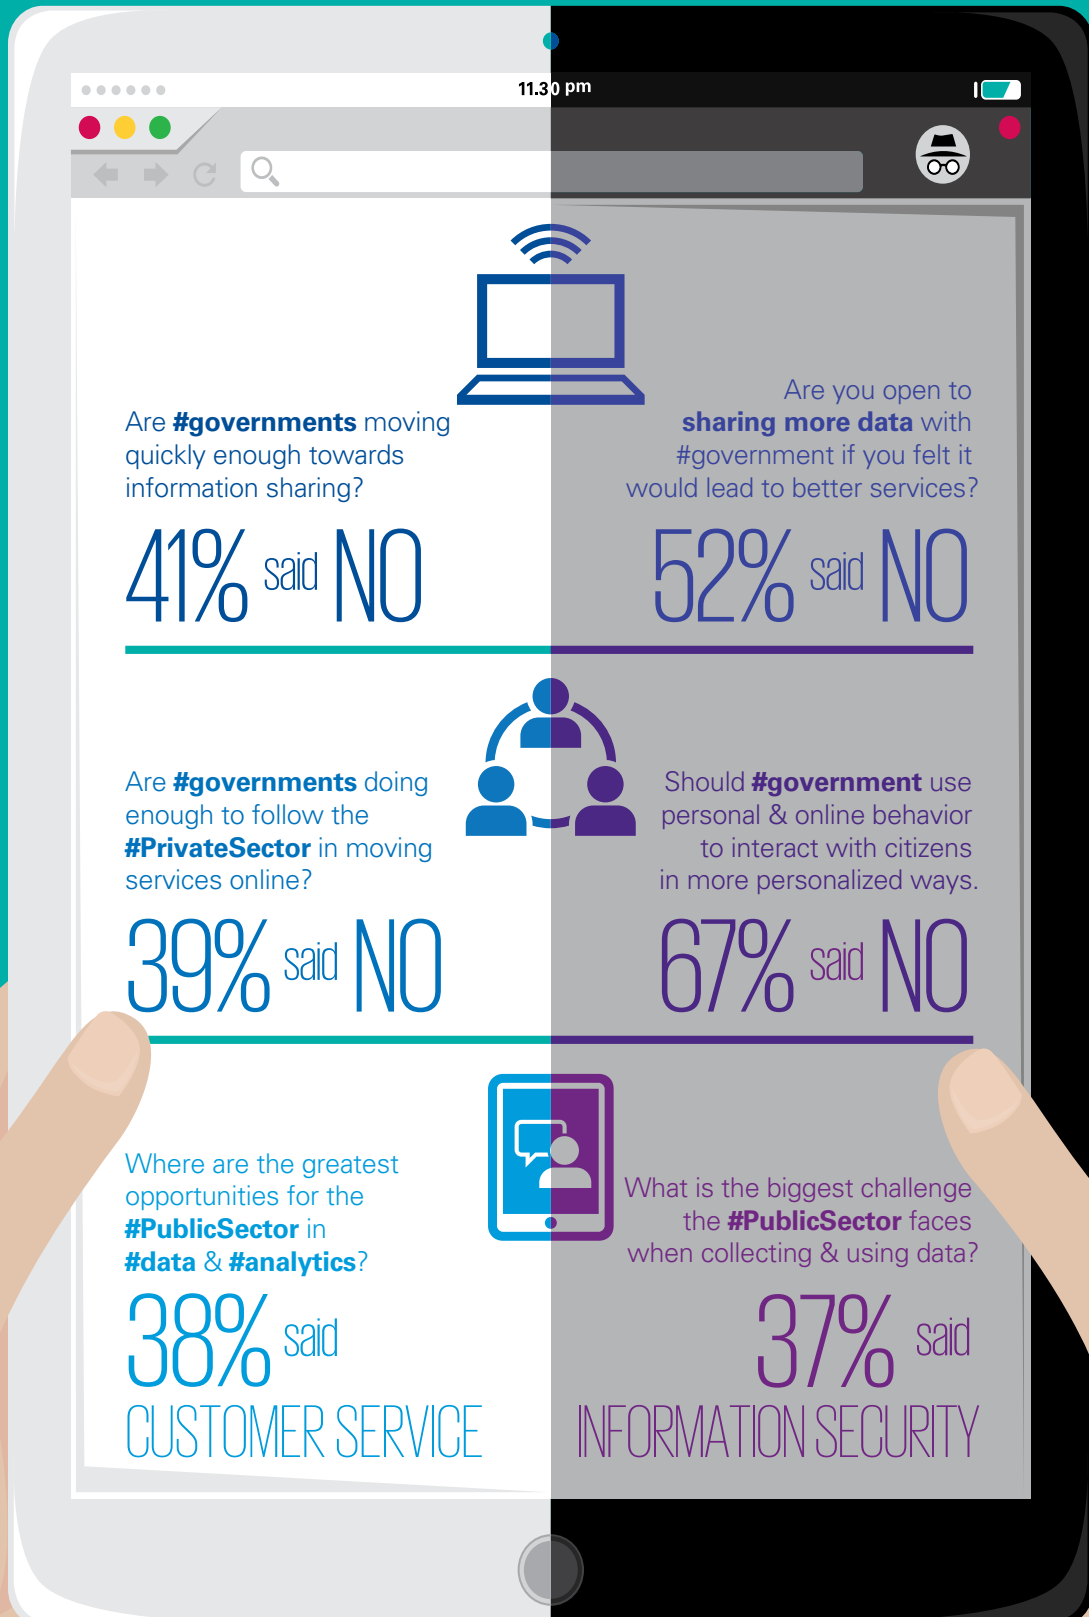 11.30 pm
Are #governments moving
quickly enough towards
information sharing?
41% said NO
Are you open to
sharing more data with
#government if you felt it
would lead to better services?
52% said NO
Are #governments doing
enough to follow the
#PrivateSector in moving
services online?
39% said NO
Should #government use
personal & online behavior
to interact with citizens
in more personalized ways.
67% said NO
Where are the greatest
opportunities for the
#PublicSector in
#data & #analytics?
38% said
CUSTOMER SERVICE
What is the biggest challenge
the #PublicSector faces
when collecting & using data?
37% said
INFORMATION SECURITY